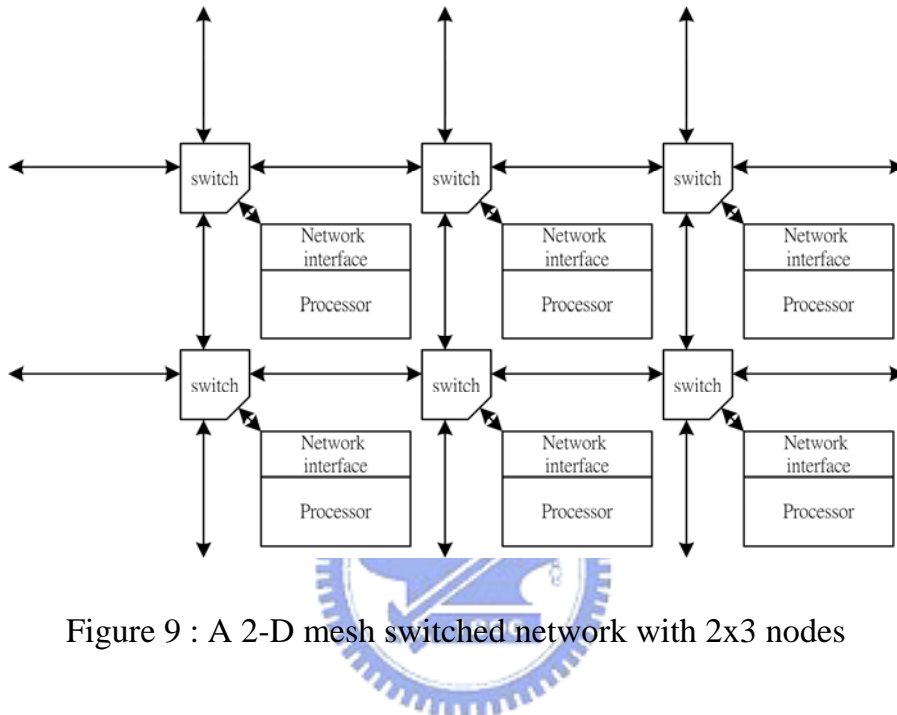 switch switch switch
Network Network Network
interface interface interface
Processor Processor Processor
switch switch switch
Network Network Network
interface interface interface
Processor Processor Processor
Figure 9 : A 2-D mesh switched network with 2x3 nodes